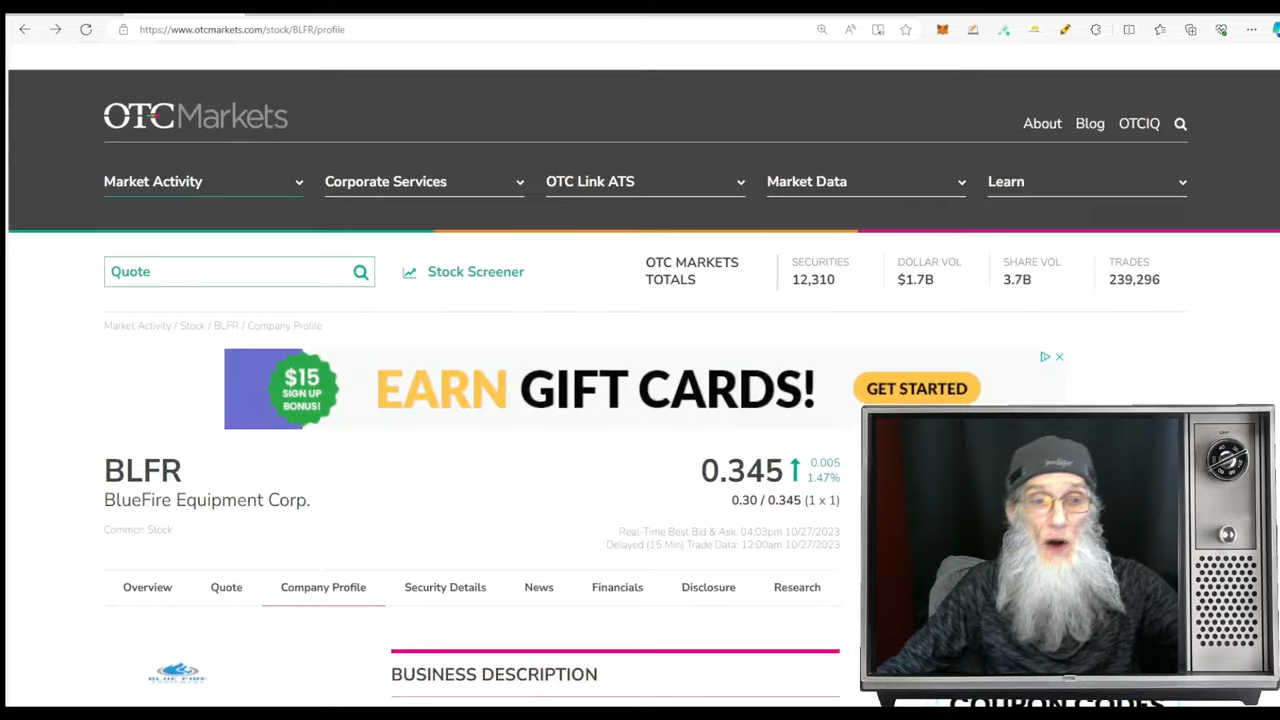 https://www.otcmarkets.com/stock/BLFR/profile
OTCMarkets
About Blog OTCIQ
Market Activity Corporate Services OTC Link ATS Market Data Learn
Quote Stock Screener
OTC MARKETS TOTALS
SECURITIES
12,310
DOLLAR VOL
$1.7B
SHARE VOL
3.7B
TRADES
239,296
Market Activity / Stock / BLFR / Company Profile
$15
SIGN UP
BONUS!
EARN GIFT CARDS!
GET STARTED
BLFR
BlueFire Equipment Corp.
Common Stock
0.345 0.005
1.47%
0.30 / 0.345 (1 x 1)
Real-Time Best Bid & Ask: 04:03pm 10/27/2023
Delayed (15 Min) Trade Data: 12:00am 10/27/2023
Overview Quote Company Profile Security Details News Financials Disclosure Research
BLUE FIRE
BUSINESS DESCRIPTION
COUPON CODES